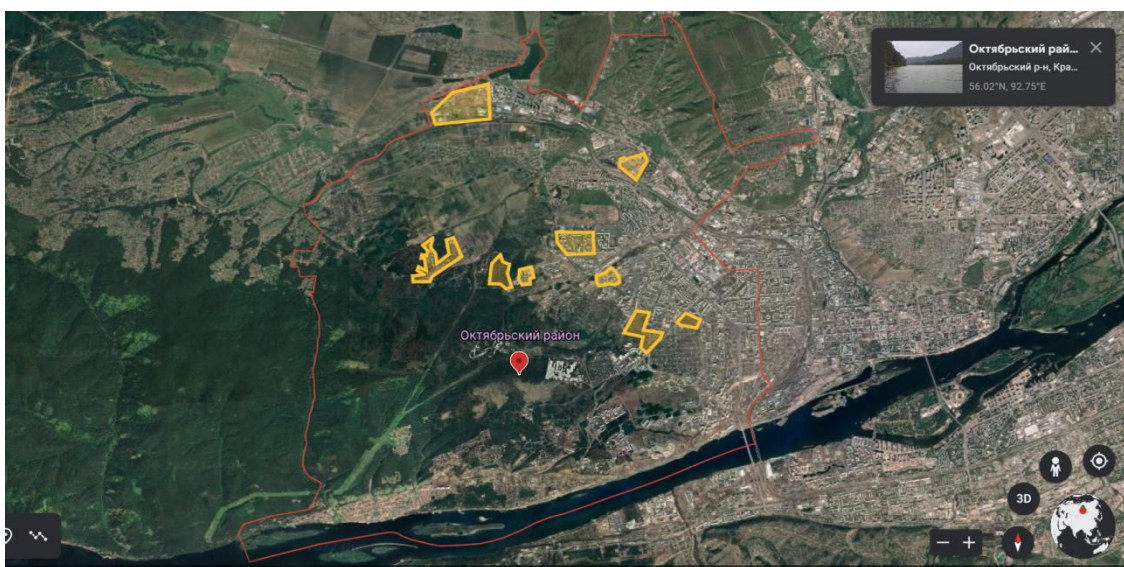 Октябрьский рай...
Октябрьский р-н, Кра...
56.02°N, 92.75°E
Октябрьский район
3D